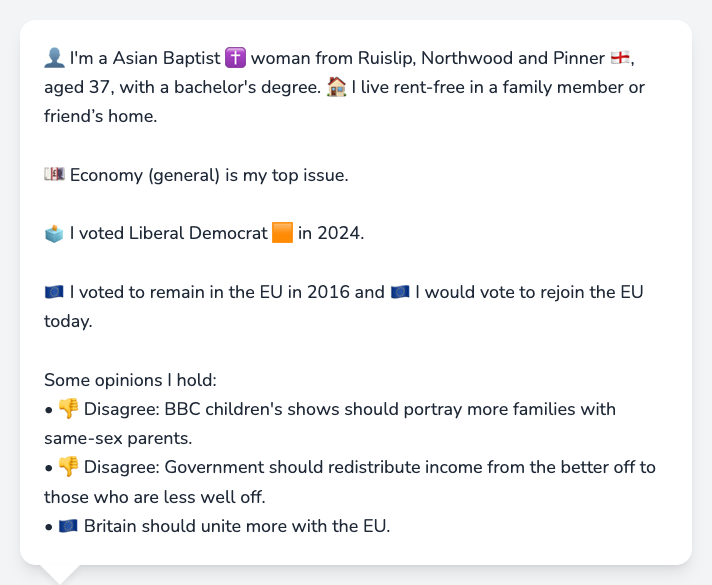 👤 I'm a Asian Baptist ✝️ woman from Ruislip, Northwood and Pinner 🏴󠁧󠁢󠁥󠁮󠁧󠁿,
aged 37, with a bachelor's degree. 🏠 I live rent-free in a family member or
friend’s home.
💷 Economy (general) is my top issue.
🗳️ I voted Liberal Democrat 🟧 in 2024.
🇪🇺 I voted to remain in the EU in 2016 and 🇪🇺 I would vote to rejoin the EU
today.
Some opinions I hold:
• 👎 Disagree: BBC children's shows should portray more families with
same-sex parents.
• 👎 Disagree: Government should redistribute income from the better off to
those who are less well off.
• 🇪🇺 Britain should unite more with the EU.